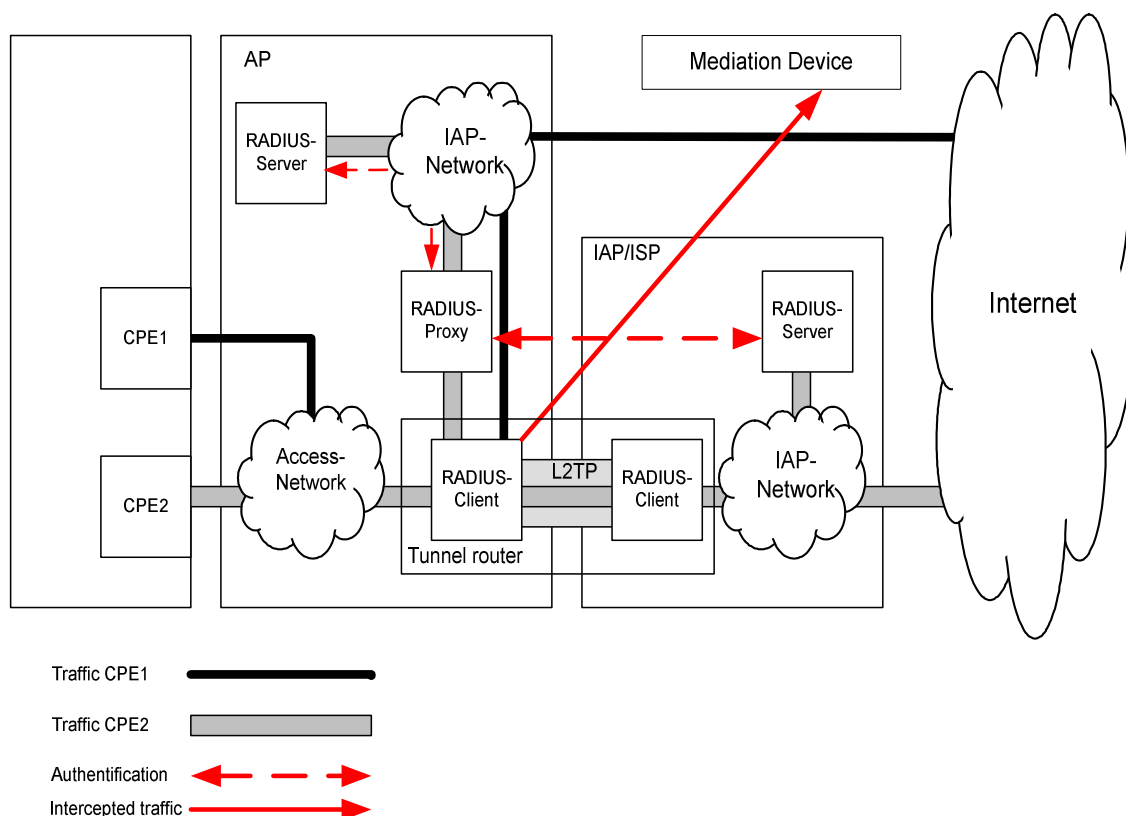 AP
Mediation Device
RADIUS-
Server
IAP-
Network
IAP/ISP
RADIUS-
Proxy
RADIUS-
Server
Internet
CPE1
CPE2
Access-
Network
RADIUS-
Client
L2TP
RADIUS-
Client
IAP-
Network
Tunnel router
Traffic CPE1
Traffic CPE2
Authentification
Intercepted traffic